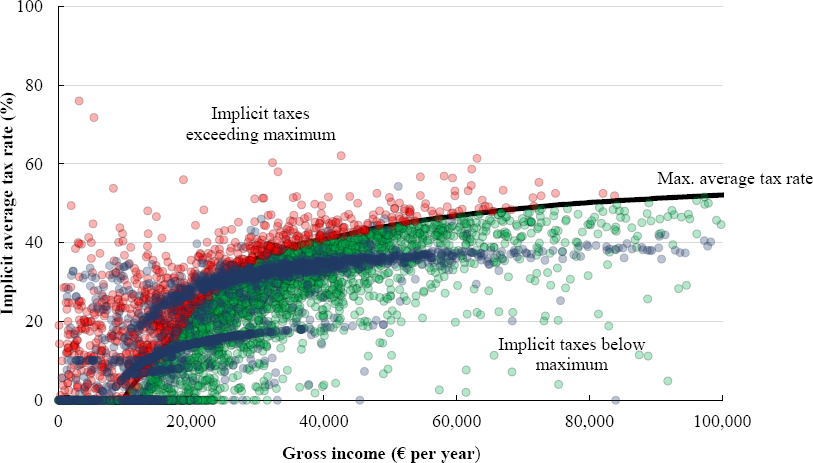 100
80
60
40
20
0
Implicit average tax rate (%)
Implicit taxes
exceeding maximum
Max. average tax rate
Implicit taxes below
maximum
0
20,000
40,000
60,000
80,000
100,000
Gross income (€ per year)